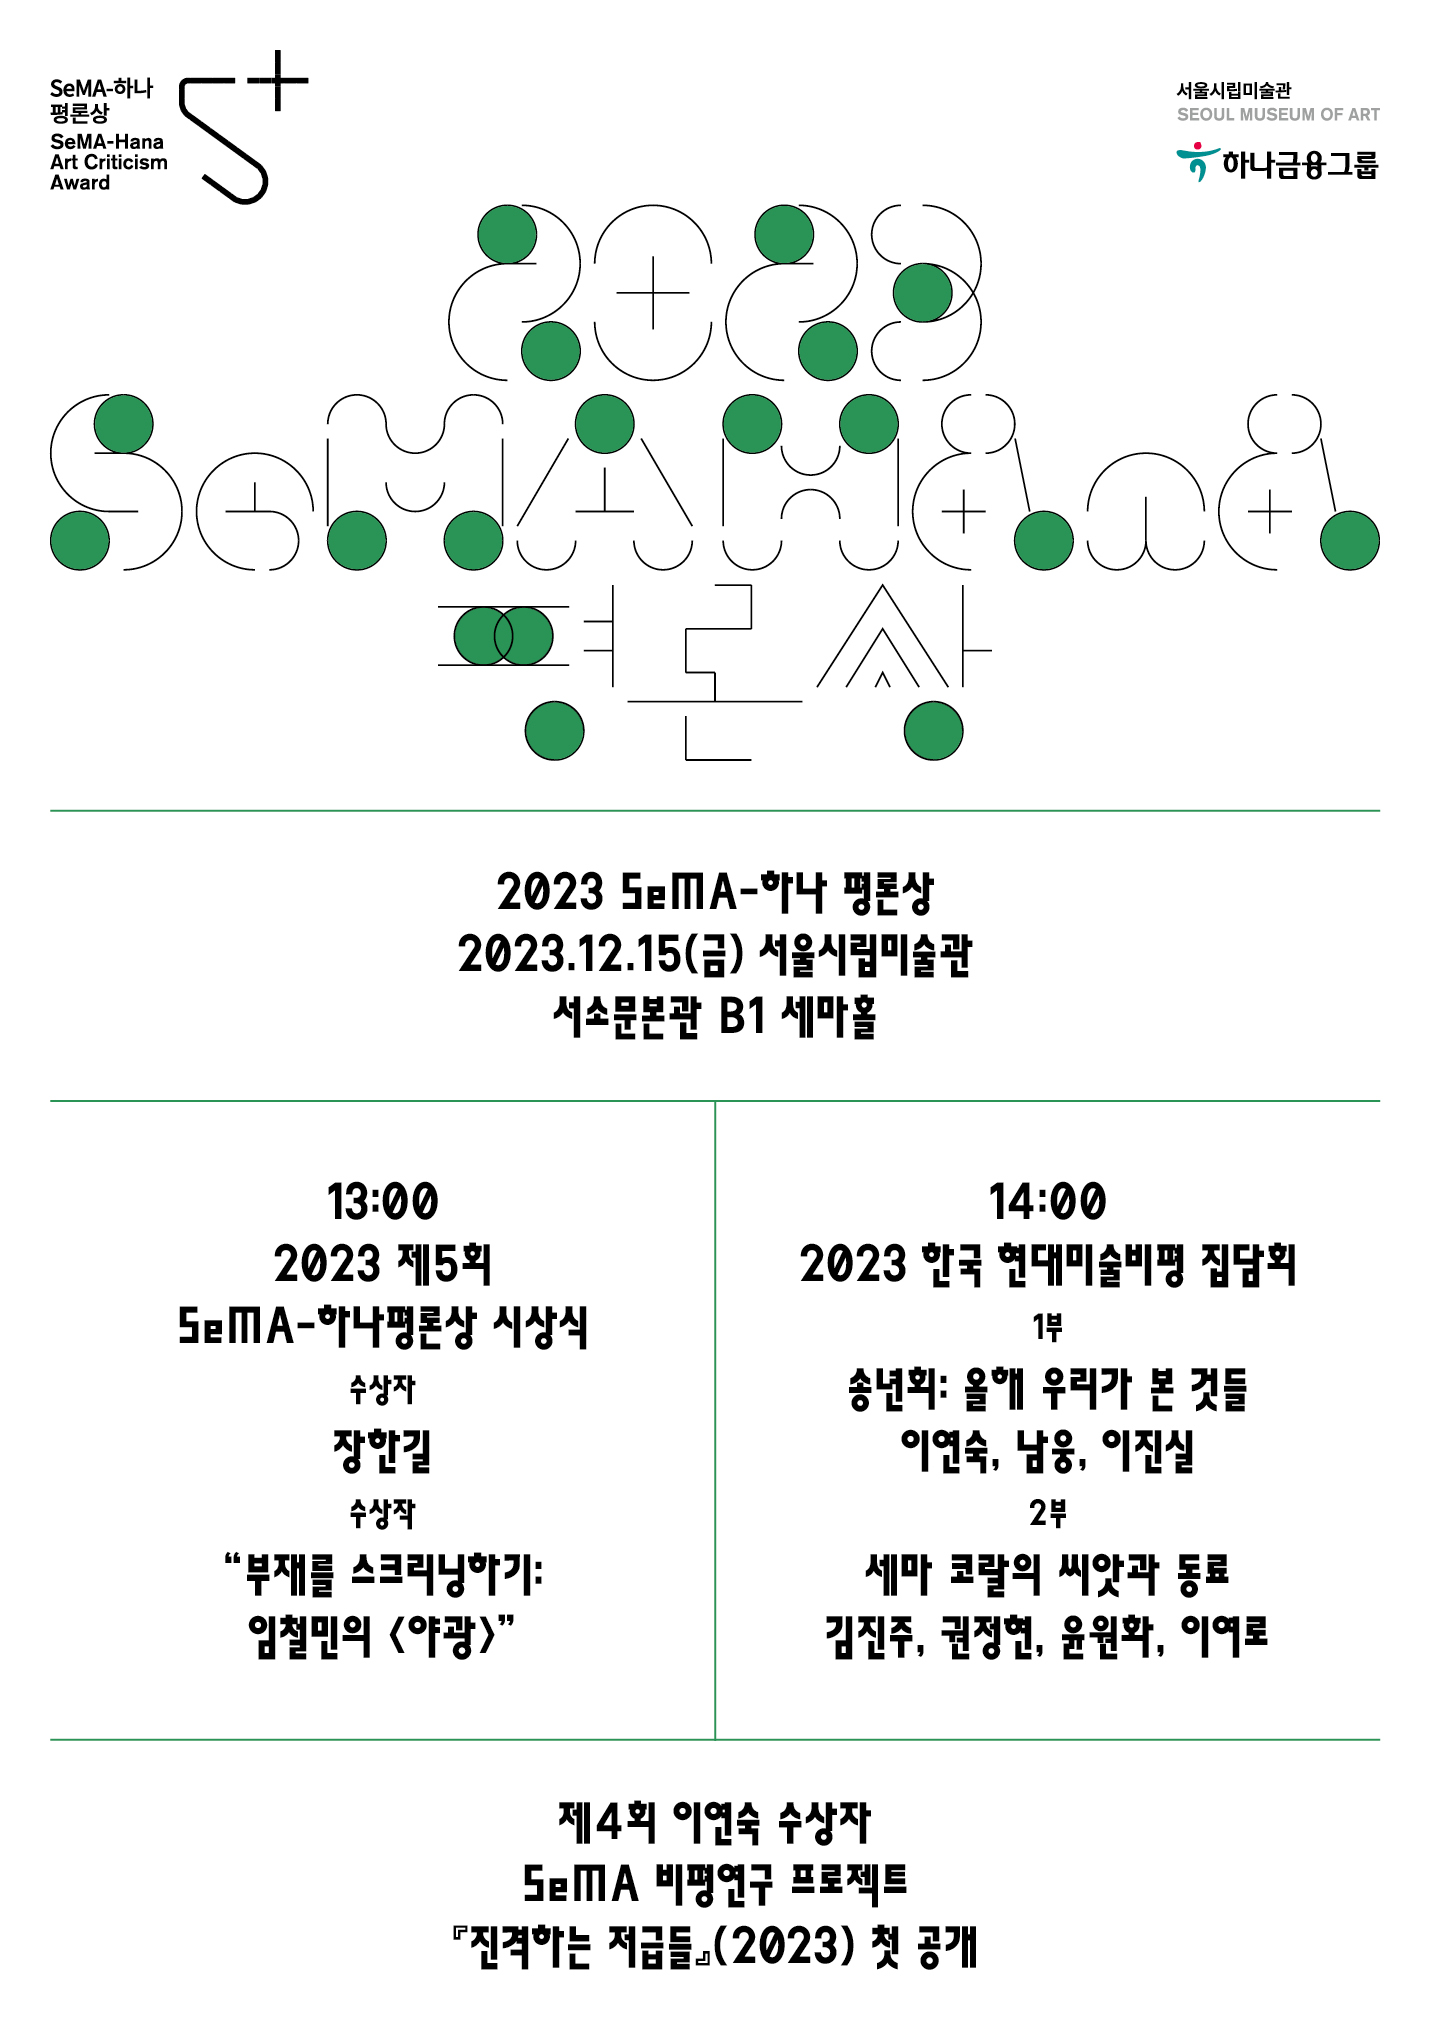 SeMA-하나
평론상
SeMA-Hana
Art Criticism
Award
S+
서울시립미술관
SEOUL MUSEUM OF ART
하나금융그룹
2023
SeMA Hana
평론상
2023 SeMA-하나 평론상
2023.12.15(금) 서울시립미술관
서소문본관 B1 세마홀
13:00
2023 제5회
SeMA-하나평론상 시상식
수상자
장한길
수상작
“부재를 스크리닝하기:
임철민의 〈야광〉”
14:00
2023 한국 현대미술비평 집담회
1부
송년회: 올해 우리가 본 것들
이연숙, 남웅, 이진실
2부
세마 코랄의 씨앗과 동료
김진주, 권정현, 윤원화, 이여로
제4회 이연숙 수상자
SeMA 비평연구 프로젝트
『진격하는 저급들』(2023) 첫 공개